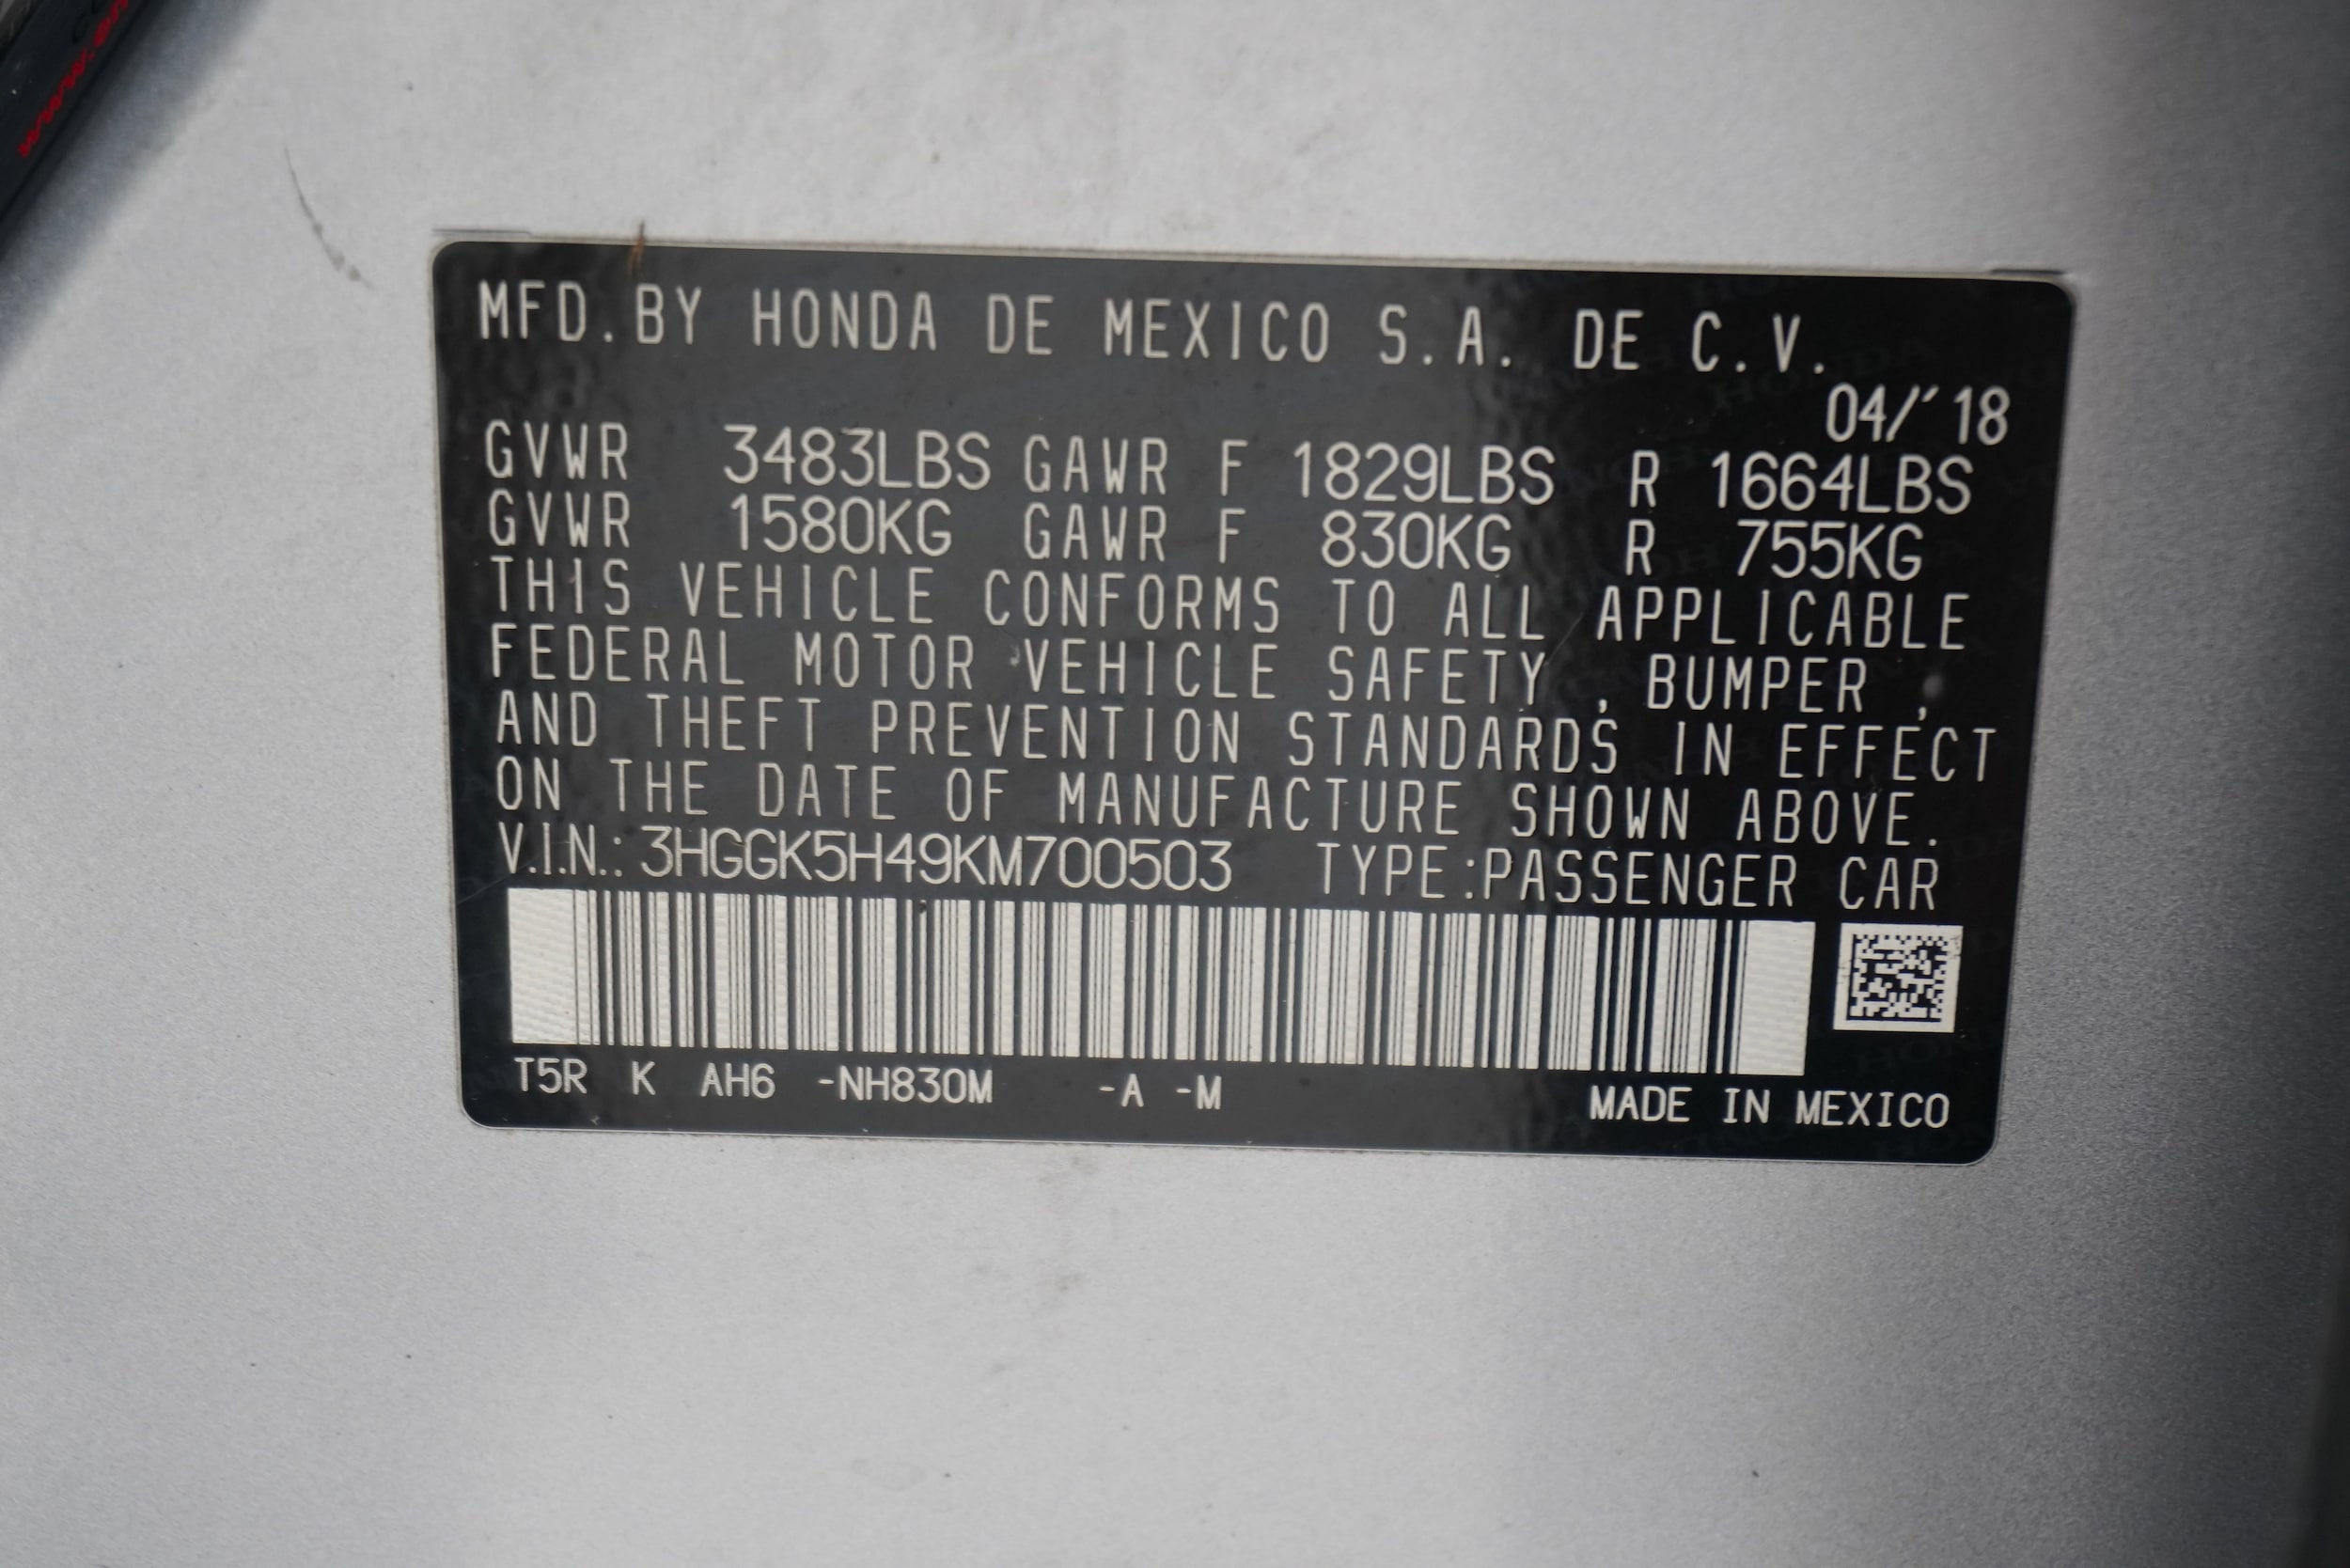 MFD.BY HONDA DE MEXICO S.A. DE C.V.
04/'18
GVWR 3483LBS GAWR F 1829LBS R 1664LBS
GVWR 1580KG GAWR F 830KG R 755KG
THIS VEHICLE CONFORMS TO ALL APPLICABLE
FEDERAL MOTOR VEHICLE SAFETY , BUMPER ,
AND THEFT PREVENTION STANDARDS IN EFFECT
ON THE DATE OF MANUFACTURE SHOWN ABOVE.
V.I.N.: 3HGGK5H49KM700503 TYPE:PASSENGER CAR
T5R K AH6 -NH830M -A -M MADE IN MEXICO